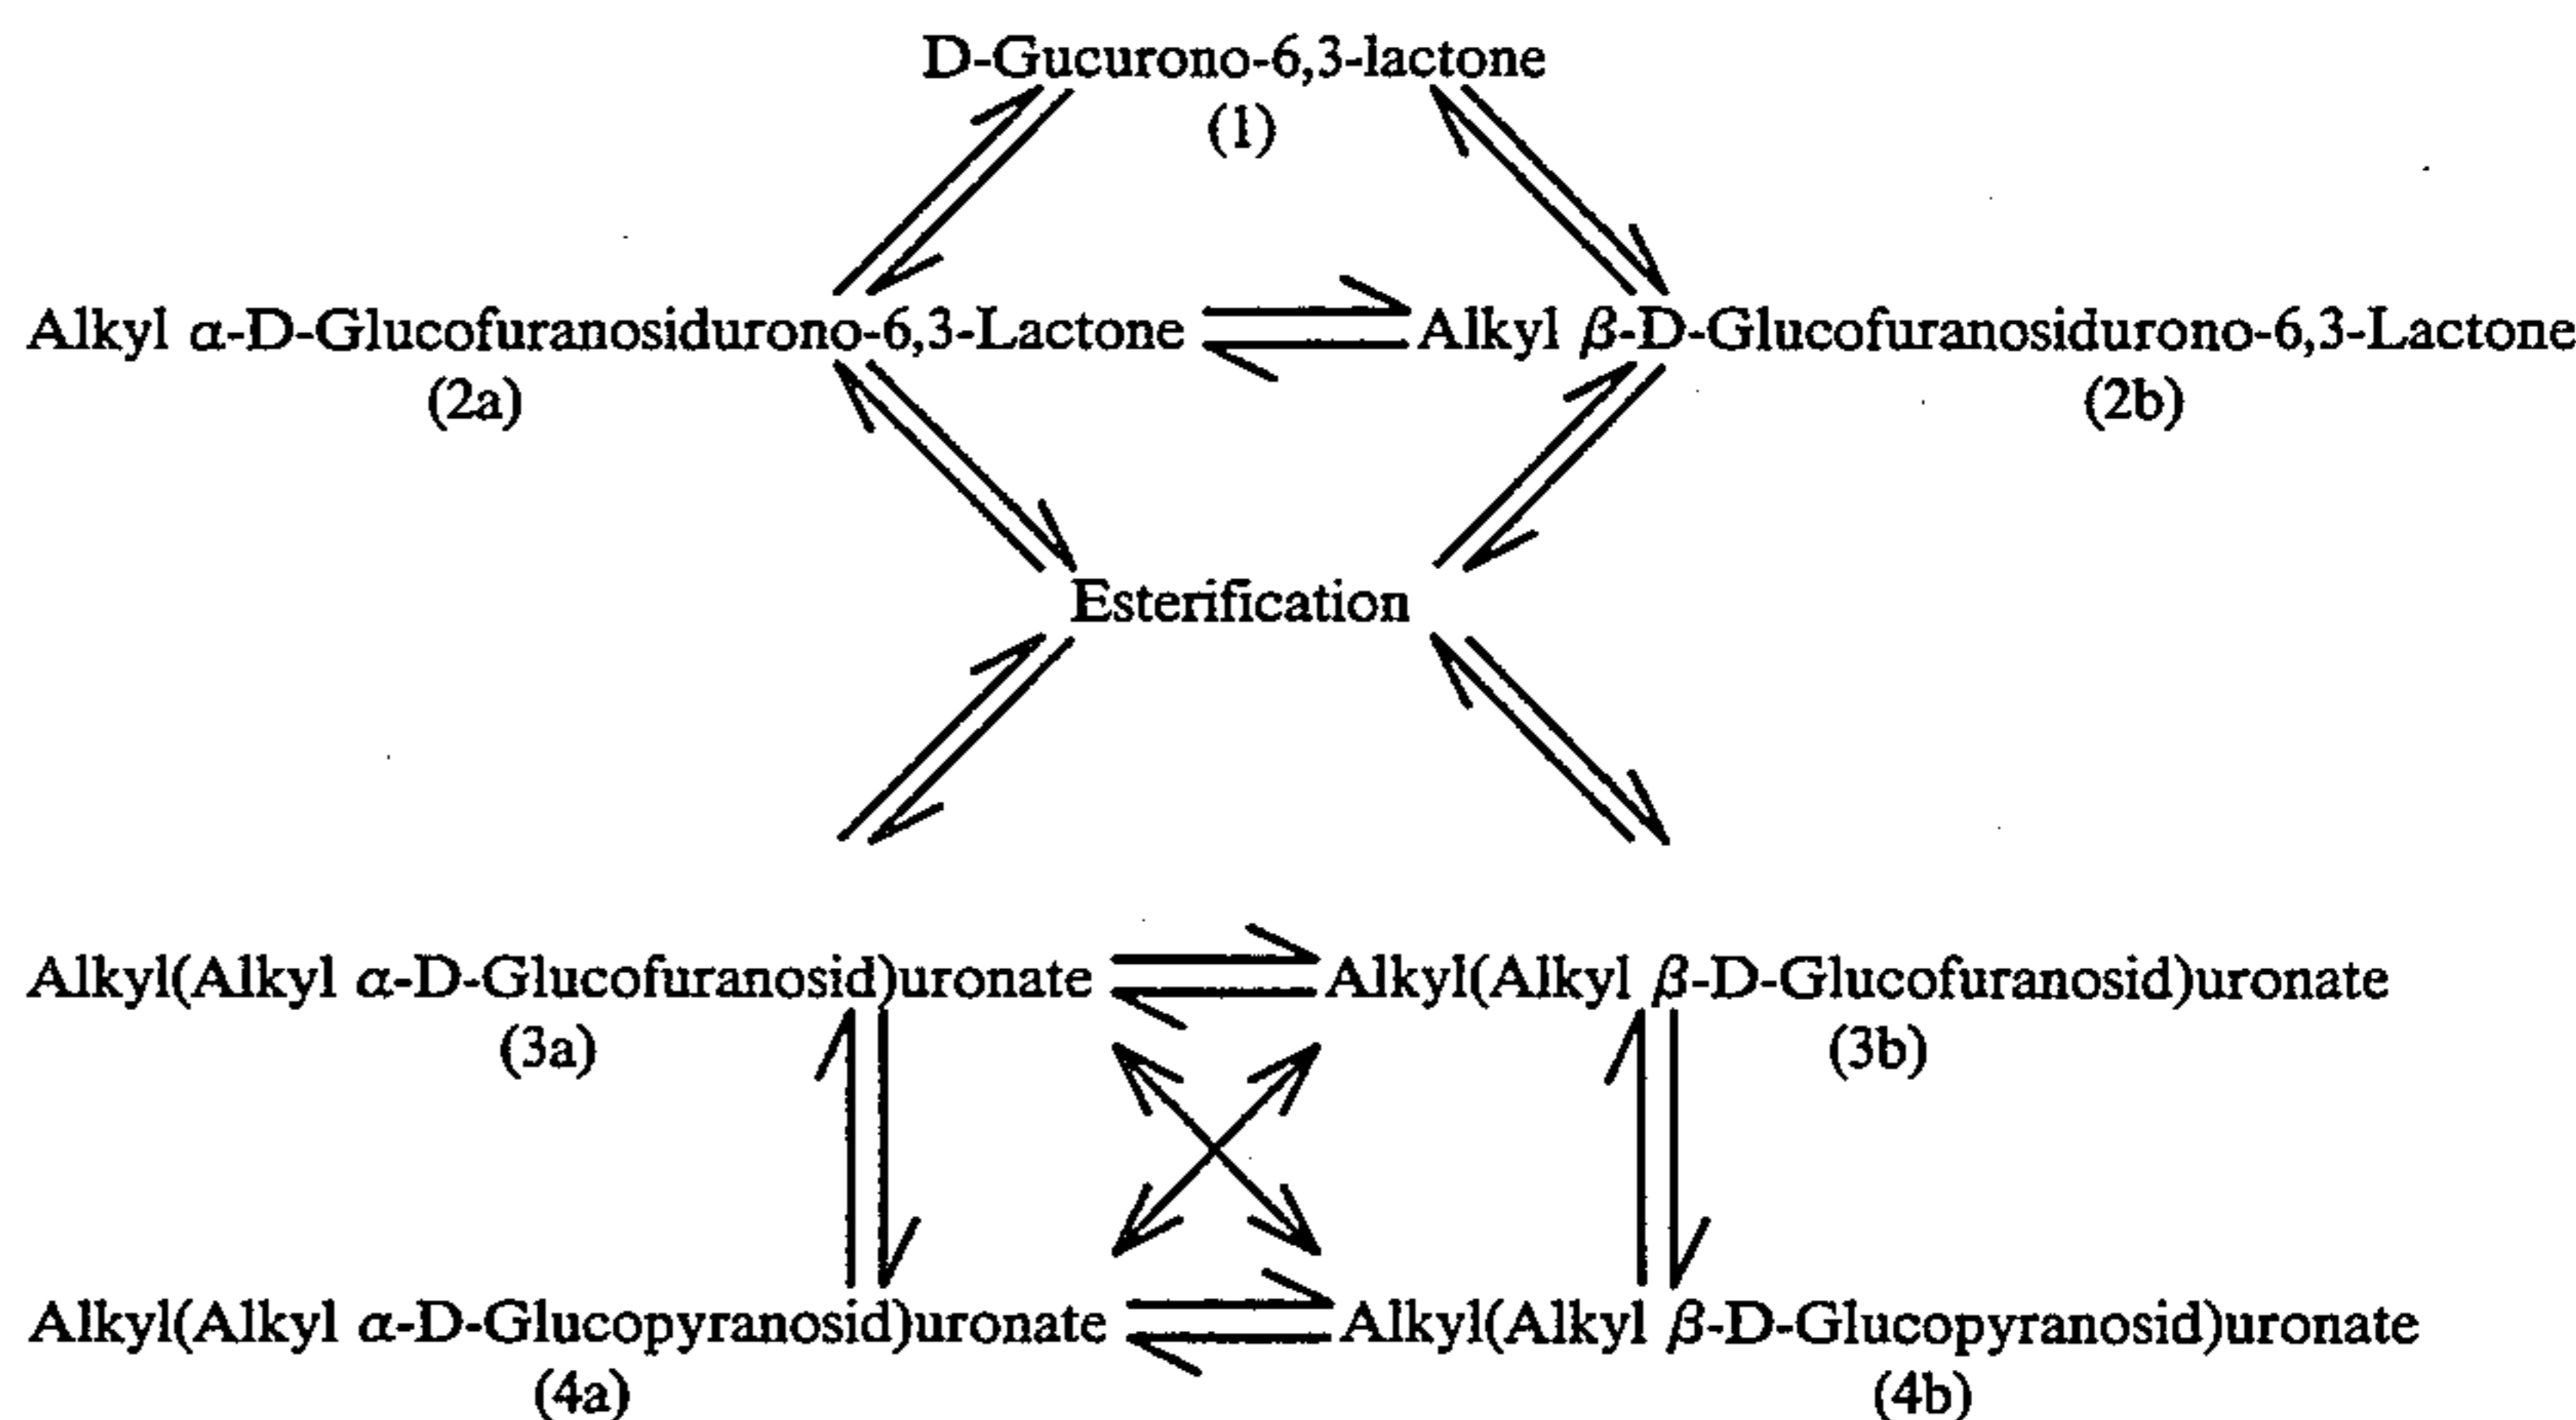 D-Gucurono-6,3-lactone
(1)
Alkyl α-D-Glucofuranosidurono-6,3-Lactone
Alkyl β-D-Glucofuranosidurono-6,3-Lactone
(2a)
(2b)
Esterification
Alkyl(Alkyl α-D-Glucofuranosid)uronate
Alkyl(Alkyl β-D-Glucofuranosid)uronate
(3a)
(3b)
Alkyl(Alkyl α-D-Glucopyranosid)uronate
Alkyl(Alkyl β-D-Glucopyranosid)uronate
(4a)
(4b)